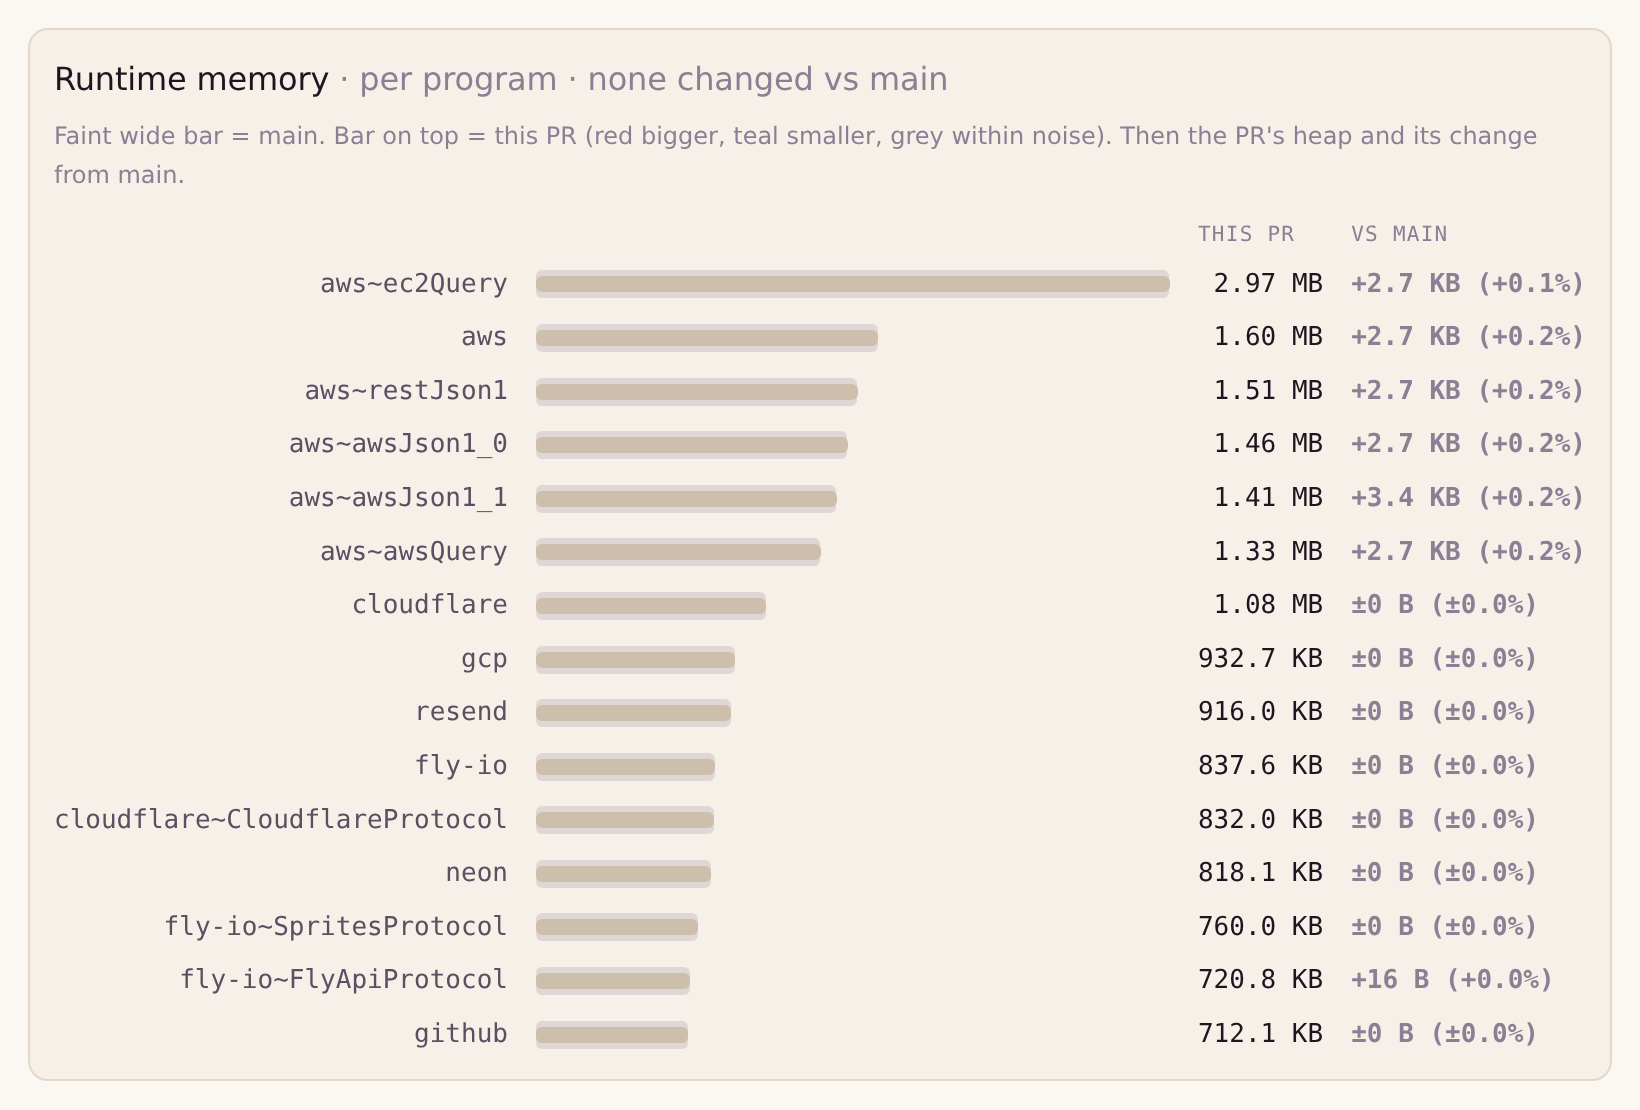 Runtime memory · per program · none changed vs main
Faint wide bar = main. Bar on top = this PR (red bigger, teal smaller, grey within noise). Then the PR's heap and its change
from main.
THIS PR VS MAIN
aws~ec2Query 2.97 MB +2.7 KB (+0.1%)
aws 1.60 MB +2.7 KB (+0.2%)
aws~restJson1 1.51 MB +2.7 KB (+0.2%)
aws~awsJson1_0 1.46 MB +2.7 KB (+0.2%)
aws~awsJson1_1 1.41 MB +3.4 KB (+0.2%)
aws~awsQuery 1.33 MB +2.7 KB (+0.2%)
cloudflare 1.08 MB ±0 B (±0.0%)
gcp 932.7 KB ±0 B (±0.0%)
resend 916.0 KB ±0 B (±0.0%)
fly-io 837.6 KB ±0 B (±0.0%)
cloudflare~CloudflareProtocol 832.0 KB ±0 B (±0.0%)
neon 818.1 KB ±0 B (±0.0%)
fly-io~SpritesProtocol 760.0 KB ±0 B (±0.0%)
fly-io~FlyApiProtocol 720.8 KB +16 B (+0.0%)
github 712.1 KB ±0 B (±0.0%)